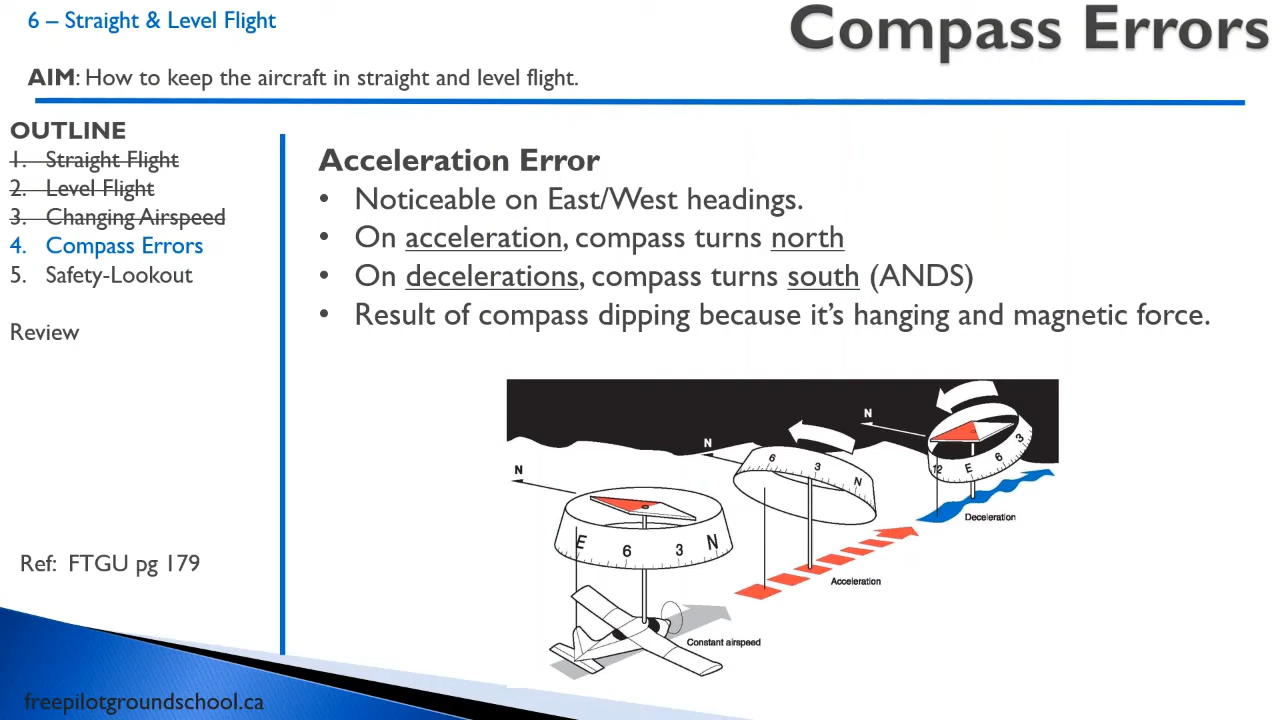 6 – Straight & Level Flight
Compass Errors
AIM: How to keep the aircraft in straight and level flight.
OUTLINE
1. Straight Flight
2. Level Flight
3. Changing Airspeed
4. Compass Errors
5. Safety-Lookout
Review
Ref: FTGU pg 179
freepilotgroundschool.ca
Acceleration Error
• Noticeable on East/West headings.
• On acceleration, compass turns north
• On decelerations, compass turns south (ANDS)
• Result of compass dipping because it's hanging and magnetic force.
N
N
N
E 6 3 N
6 3 N
12 E 6 3
Constant airspeed
Acceleration
Deceleration